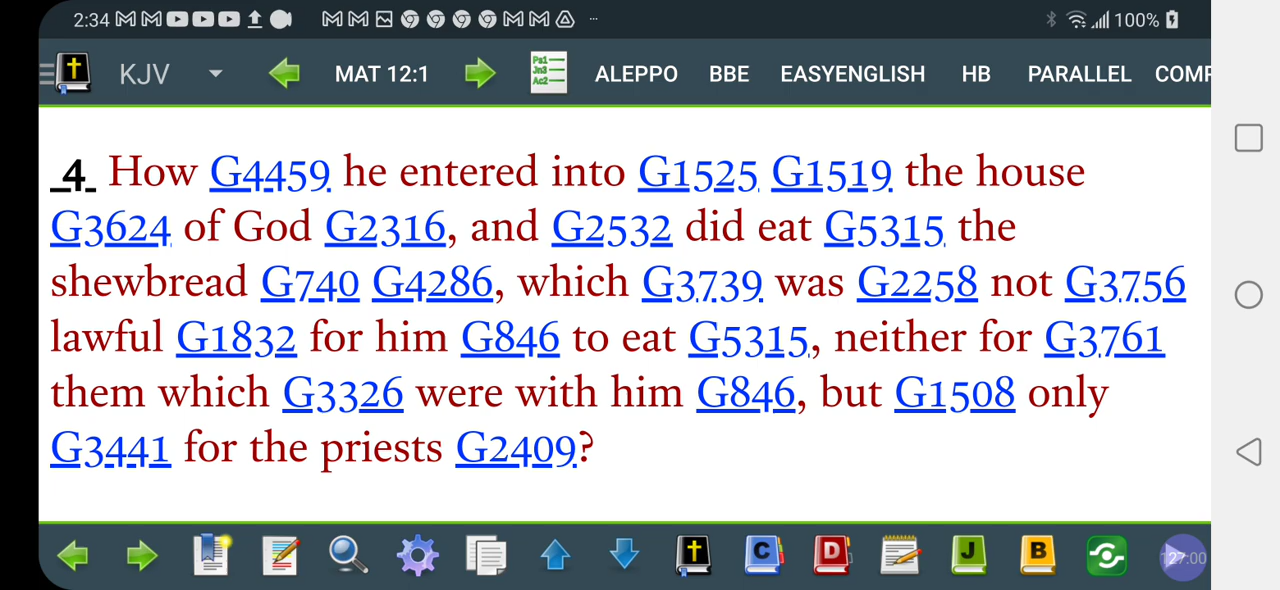 2:34 100%
KJV MAT 12:1 Ps1 Jn3 Ac2 ALEPPO BBE EASYENGLISH HB PARALLEL COMP
4 How G4459 he entered into G1525 G1519 the house
G3624 of God G2316, and G2532 did eat G5315 the
shewbread G740 G4286, which G3739 was G2258 not G3756
lawful G1832 for him G846 to eat G5315, neither for G3761
them which G3326 were with him G846, but G1508 only
G3441 for the priests G2409?
C D J B 127:00